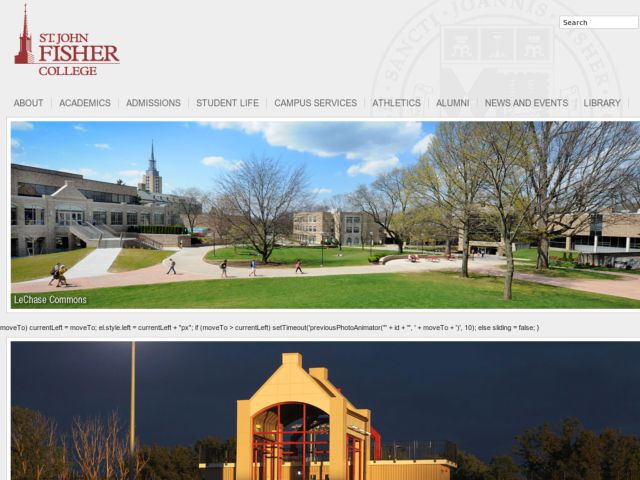 Search
ST. JOHN
FISHER
COLLEGE
SANCTI · JOANNIS · FISHER
ABOUT
ACADEMICS
ADMISSIONS
STUDENT LIFE
CAMPUS SERVICES
ATHLETICS
ALUMNI
NEWS AND EVENTS
LIBRARY
LeChase Commons
moveTo) currentLeft = moveTo; el.style.left = currentLeft + "px"; if (moveTo > currentLeft) setTimeout('previousPhotoAnimator("' + id + '", ' + moveTo + ')', 10); else sliding = false; }